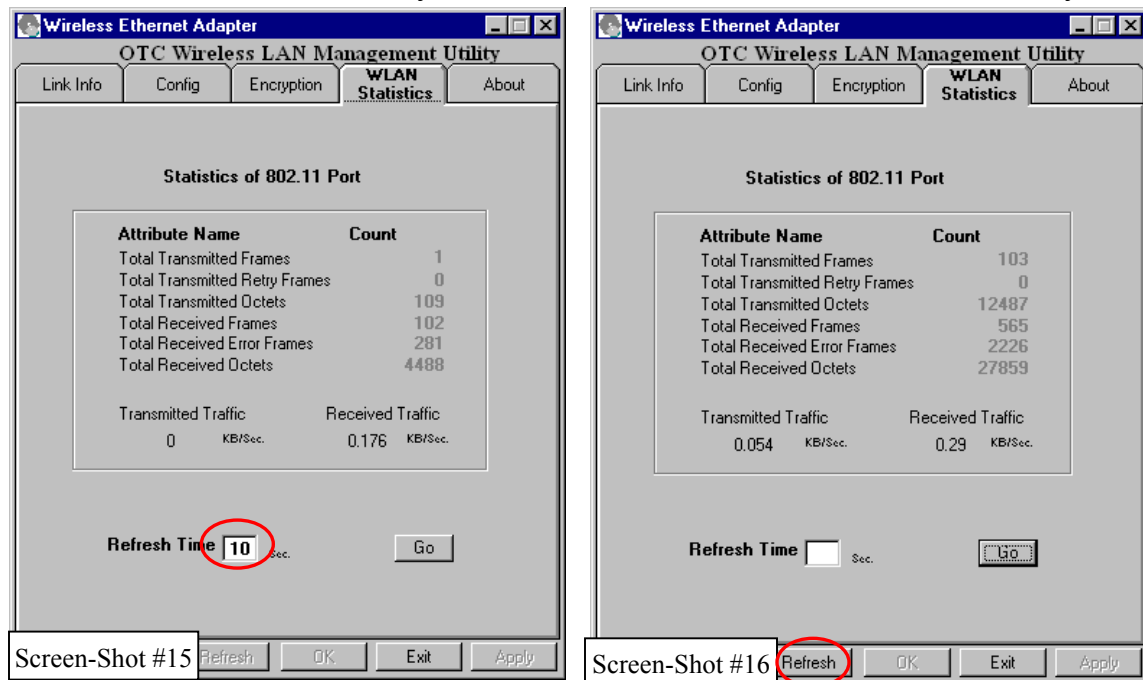 Wireless Ethernet Adapter
OTC Wireless LAN Management Utility
Link Info Config Encryption WLAN Statistics About
Statistics of 802.11 Port
Attribute Name Count
Total Transmitted Frames 1
Total Transmitted Retry Frames 0
Total Transmitted Octets 109
Total Received Frames 102
Total Received Error Frames 281
Total Received Octets 4488
Transmitted Traffic Received Traffic
0 KB/Sec. 0.176 KB/Sec.
Refresh Time 10 Sec. Go
Screen-Shot #15 Refresh OK Exit Apply
Wireless Ethernet Adapter
OTC Wireless LAN Management Utility
Link Info Config Encryption WLAN Statistics About
Statistics of 802.11 Port
Attribute Name Count
Total Transmitted Frames 103
Total Transmitted Retry Frames 0
Total Transmitted Octets 12487
Total Received Frames 565
Total Received Error Frames 2226
Total Received Octets 27859
Transmitted Traffic Received Traffic
0.054 KB/Sec. 0.29 KB/Sec.
Refresh Time Sec. Go
Screen-Shot #16 Refresh OK Exit Apply